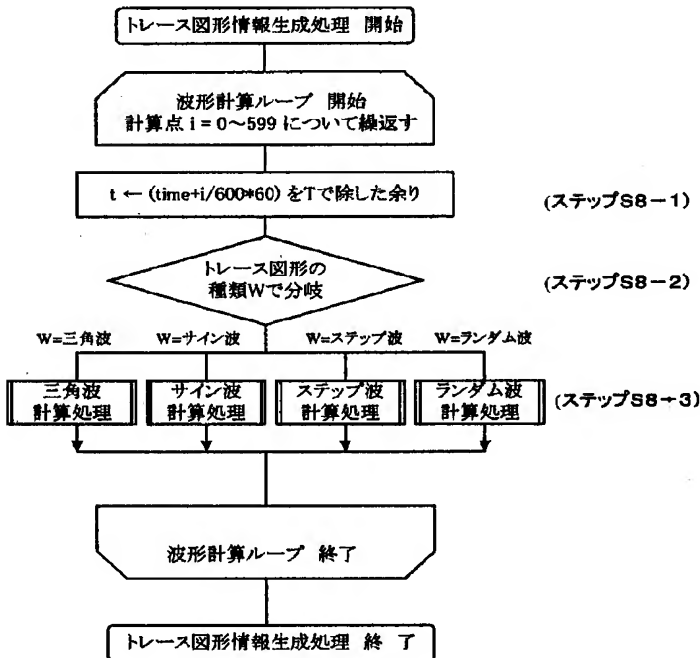 トレース図形情報生成処理 開始
波形計算ループ 開始
計算点 i = 0～599 について繰返す
t ← (time+i/600*60) をTで除した余り
(ステップS8－1)
トレース図形の
種類Wで分岐
(ステップS8－2)
W=三角波
W=サイン波
W=ステップ波
W=ランダム波
三角波
計算処理
サイン波
計算処理
ステップ波
計算処理
ランダム波
計算処理
(ステップS8－3)
波形計算ループ 終了
トレース図形情報生成処理 終 了